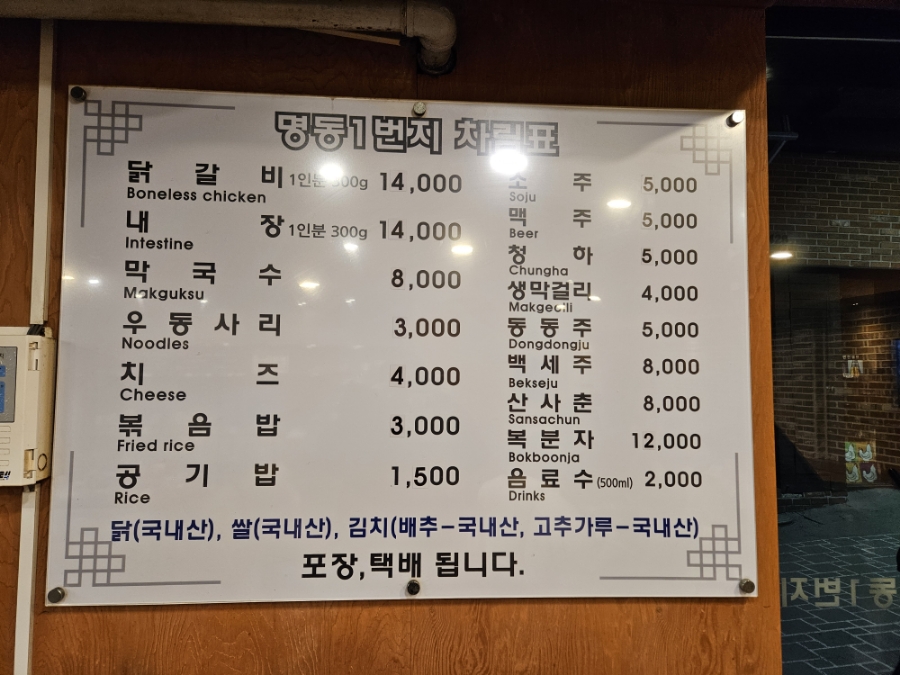 명동1번지 차림표
닭 갈 비 1인분 300g 14,000
Boneless chicken
내 장 1인분 300g 14,000
Intestine
막 국 수 8,000
Makguksu
우 동 사 리 3,000
Noodles
치 즈 4,000
Cheese
볶 음 밥 3,000
Fried rice
공 기 밥 1,500
Rice
소 주 5,000
Soju
맥 주 5,000
Beer
청 하 5,000
Chungha
생막걸리 4,000
Makgeolli
동 동 주 5,000
Dongdongju
백 세 주 8,000
Bekseju
산 사 춘 8,000
Sansachun
복 분 자 12,000
Bokboonja
음 료 수 (500ml) 2,000
Drinks
닭(국내산), 쌀(국내산), 김치(배추-국내산, 고추가루-국내산)
포장,택배 됩니다.
동1번지